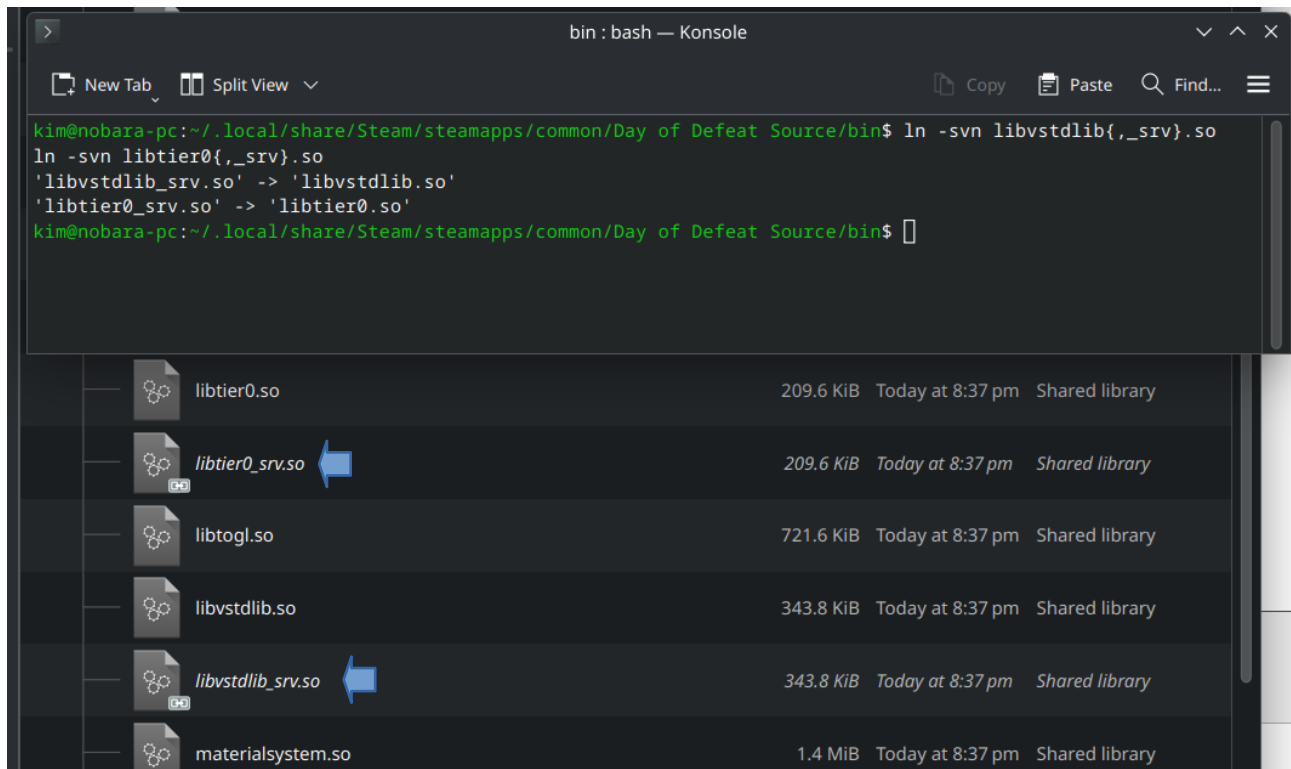 bin : bash — Konsole
New Tab Split View Copy Paste Find...
kim@nobara-pc:~/.local/share/Steam/steamapps/common/Day of Defeat Source/bin$ ln -svn libvstdlib{,_srv}.so
ln -svn libtier0{,_srv}.so
'libvstdlib_srv.so' -> 'libvstdlib.so'
'libtier0_srv.so' -> 'libtier0.so'
kim@nobara-pc:~/.local/share/Steam/steamapps/common/Day of Defeat Source/bin$
libtier0.so 209.6 KiB Today at 8:37 pm Shared library
libtier0_srv.so 209.6 KiB Today at 8:37 pm Shared library
libtogl.so 721.6 KiB Today at 8:37 pm Shared library
libvstdlib.so 343.8 KiB Today at 8:37 pm Shared library
libvstdlib_srv.so 343.8 KiB Today at 8:37 pm Shared library
materialsystem.so 1.4 MiB Today at 8:37 pm Shared library